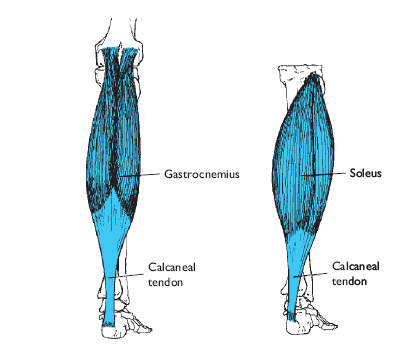 Gastrocnemius
Soleus
Calcaneal
tendon
Calcaneal
tendon